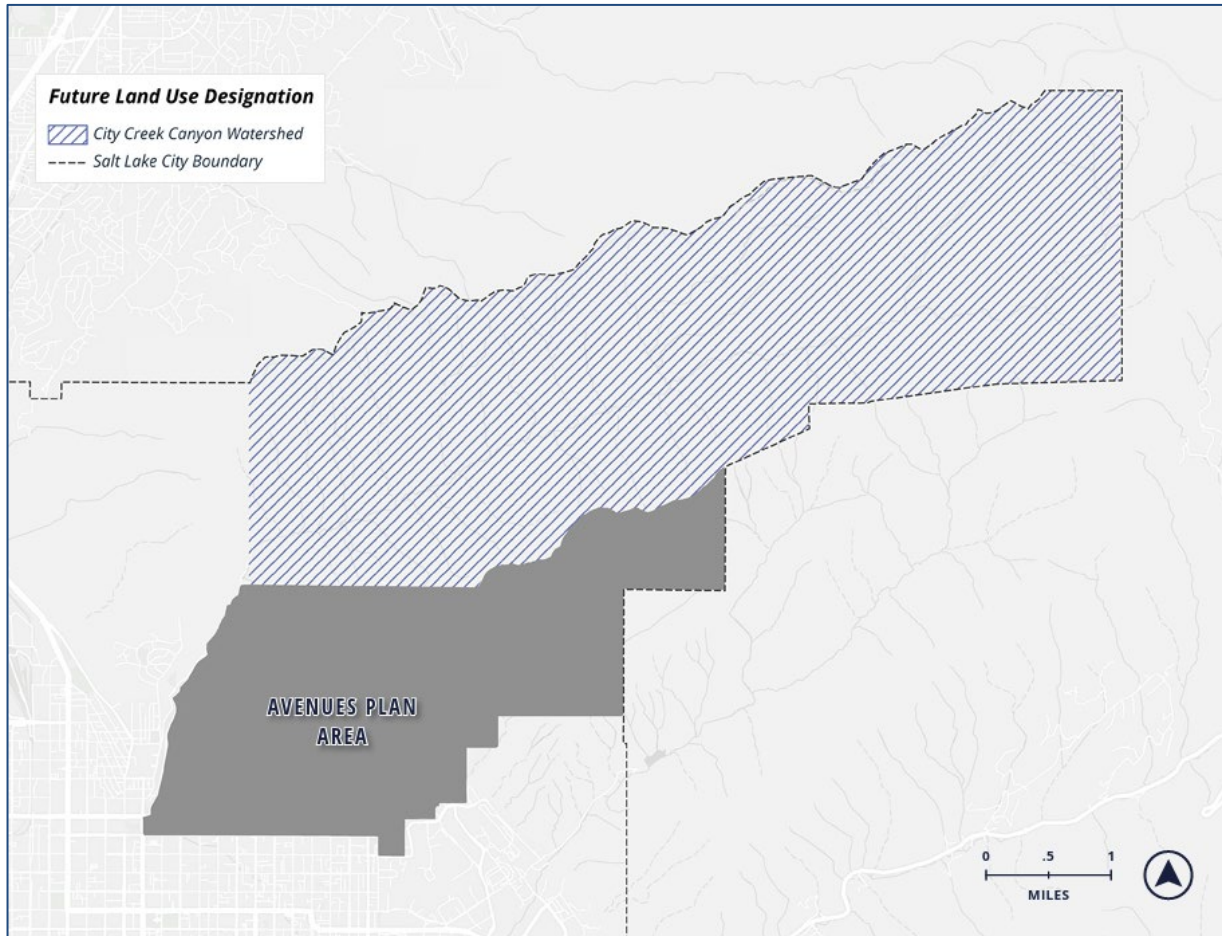 Future Land Use Designation
City Creek Canyon Watershed
Salt Lake City Boundary
AVENUES PLAN
AREA
0 .5 1
MILES